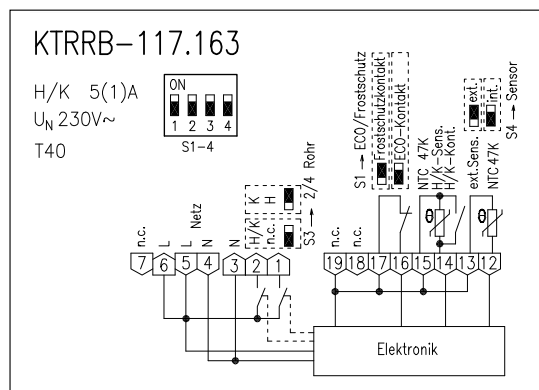 KTRRB-117.163
H/K 5(1)A
U_N 230V~
T40
ON
1 2 3 4
S1-4
S1 → ECO/Frostschutz
Frostschutzkontakt
ECO-Kontakt
NTC 47K
H/K-Sens.
H/K-Kont.
ext.Sens.
NTC 47K
ext.
int.
S4 → Sensor
K H
H/K n.c.
S3 → 2/4 Rohr
n.c.
L
L
Netz
N
N
n.c.
n.c.
ϑ
ϑ
7 6 5 4 3 2 1
19 18 17 16 15 14 13 12
Elektronik